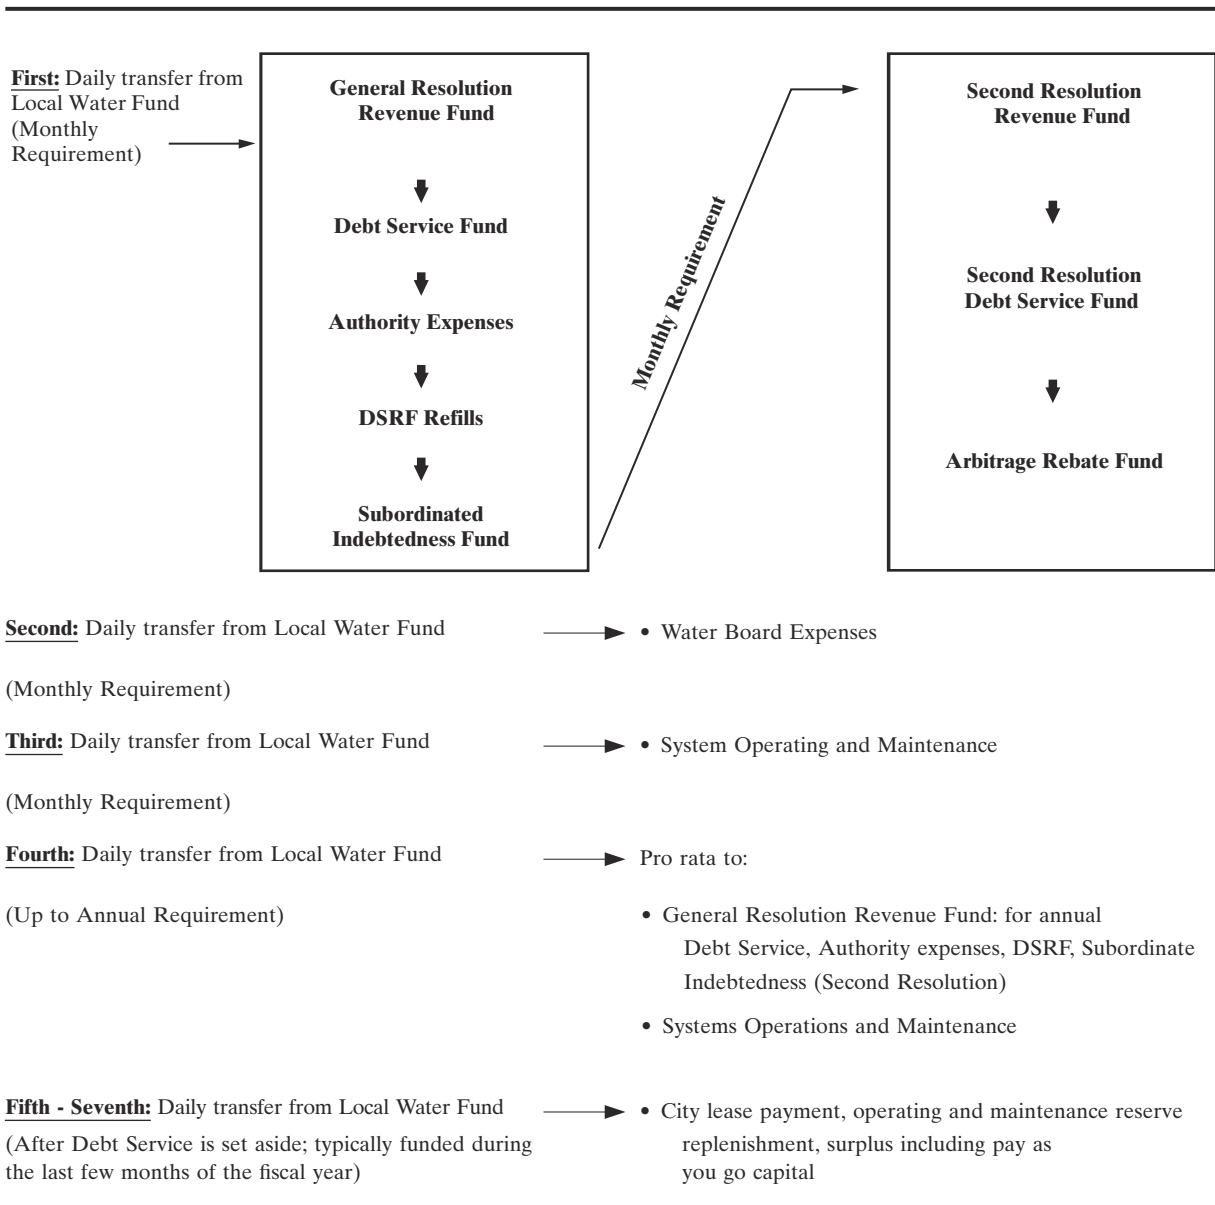 First: Daily transfer from
Local Water Fund
(Monthly
Requirement)
General Resolution
Revenue Fund
Debt Service Fund
Authority Expenses
DSRF Refills
Subordinated
Indebtedness Fund
Monthly Requirement
Second Resolution
Revenue Fund
Second Resolution
Debt Service Fund
Arbitrage Rebate Fund
Second: Daily transfer from Local Water Fund
• Water Board Expenses
(Monthly Requirement)
Third: Daily transfer from Local Water Fund
• System Operating and Maintenance
(Monthly Requirement)
Fourth: Daily transfer from Local Water Fund
Pro rata to:
(Up to Annual Requirement)
• General Resolution Revenue Fund: for annual
Debt Service, Authority expenses, DSRF, Subordinate
Indebtedness (Second Resolution)
• Systems Operations and Maintenance
Fifth - Seventh: Daily transfer from Local Water Fund
(After Debt Service is set aside; typically funded during
the last few months of the fiscal year)
• City lease payment, operating and maintenance reserve
replenishment, surplus including pay as
you go capital